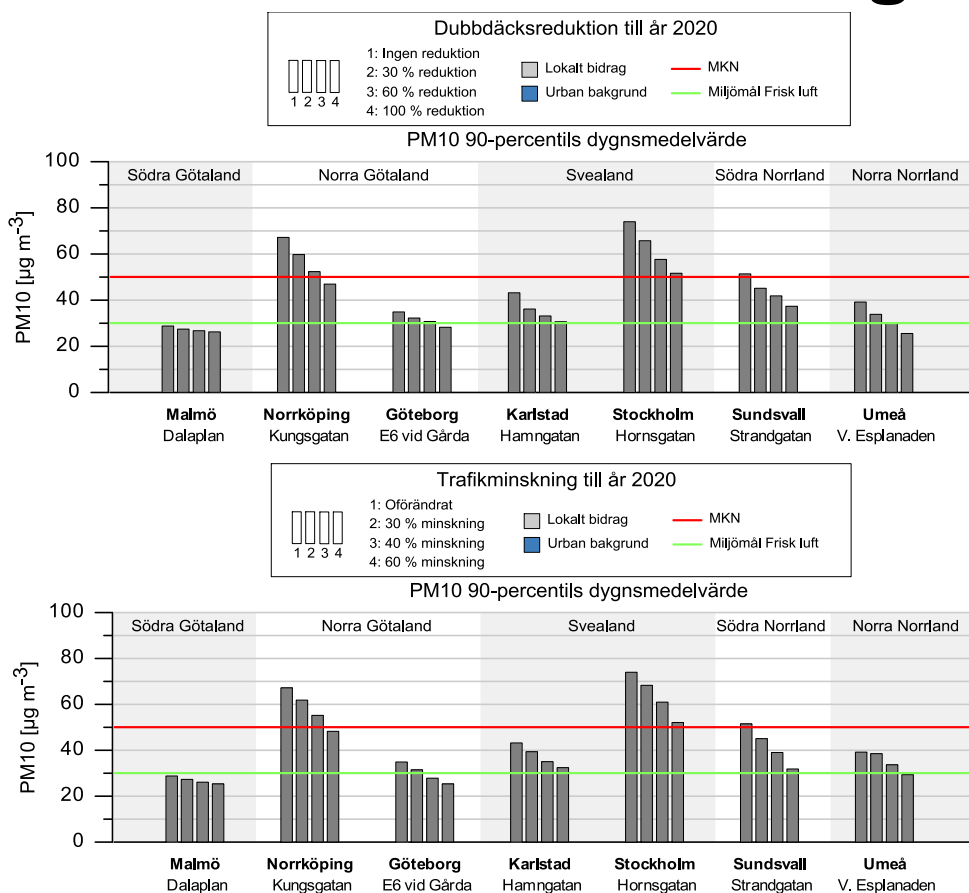 g
Dubbdäcksreduktion till år 2020
1: Ingen reduktion
2: 30 % reduktion
3: 60 % reduktion
4: 100 % reduktion
1 2 3 4
Lokalt bidrag
Urban bakgrund
MKN
Miljömål Frisk luft
PM10 90-percentils dygnsmedelvärde
Södra Götaland Norra Götaland Svealand Södra Norrland Norra Norrland
PM10 [µg m-3]
100
80
60
40
20
0
Malmö Norrköping Göteborg Karlstad Stockholm Sundsvall Umeå
Dalaplan Kungsgatan E6 vid Gårda Hamngatan Hornsgatan Strandgatan V. Esplanaden
Trafikminskning till år 2020
1: Oförändrat
2: 30 % minskning
3: 40 % minskning
4: 60 % minskning
1 2 3 4
Lokalt bidrag
Urban bakgrund
MKN
Miljömål Frisk luft
PM10 90-percentils dygnsmedelvärde
Södra Götaland Norra Götaland Svealand Södra Norrland Norra Norrland
PM10 [µg m-3]
100
80
60
40
20
0
Malmö Norrköping Göteborg Karlstad Stockholm Sundsvall Umeå
Dalaplan Kungsgatan E6 vid Gårda Hamngatan Hornsgatan Strandgatan V. Esplanaden